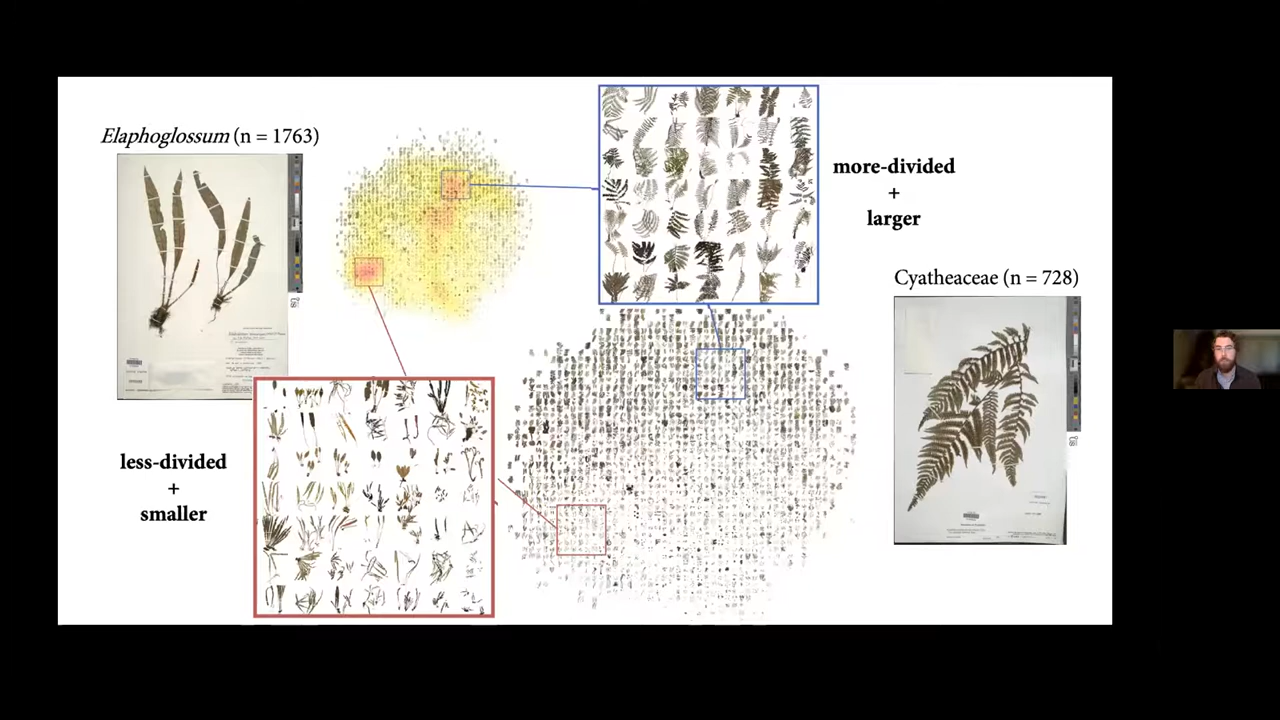 Elaphoglossum (n = 1763)
more-divided
+
larger
Cyatheaceae (n = 728)
less-divided
+
smaller